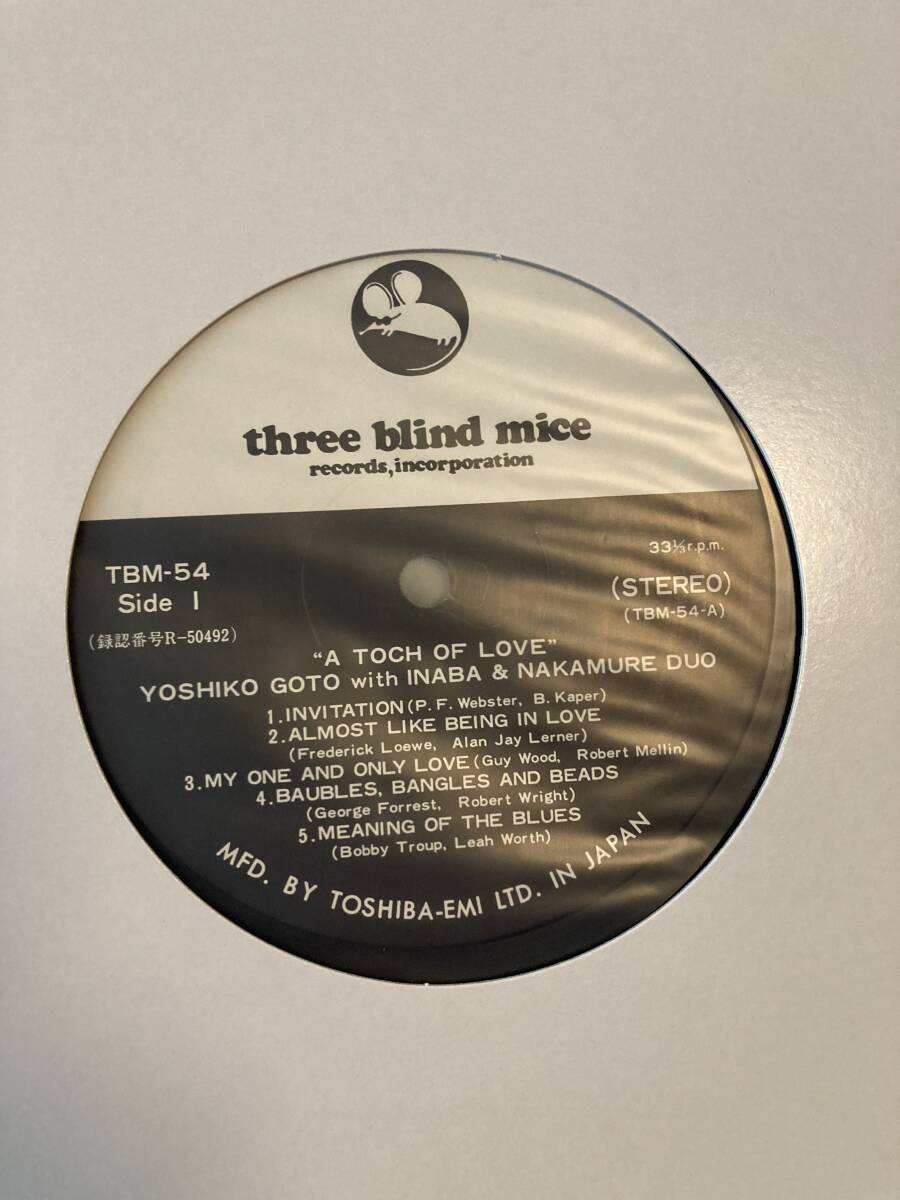 three blind mice
records, incorporation
33⅓ r.p.m.
TBM-54
(STEREO)
Side I
(TBM-54-A)
(録認番号R-50492)
“A TOCH OF LOVE”
YOSHIKO GOTO with INABA & NAKAMURE DUO
1. INVITATION (P. F. Webster, B. Kaper)
2. ALMOST LIKE BEING IN LOVE
(Frederick Loewe, Alan Jay Lerner)
3. MY ONE AND ONLY LOVE (Guy Wood, Robert Mellin)
4. BAUBLES, BANGLES AND BEADS
(George Forrest, Robert Wright)
5. MEANING OF THE BLUES
(Bobby Troup, Leah Worth)
MFD. BY TOSHIBA-EMI LTD. IN JAPAN